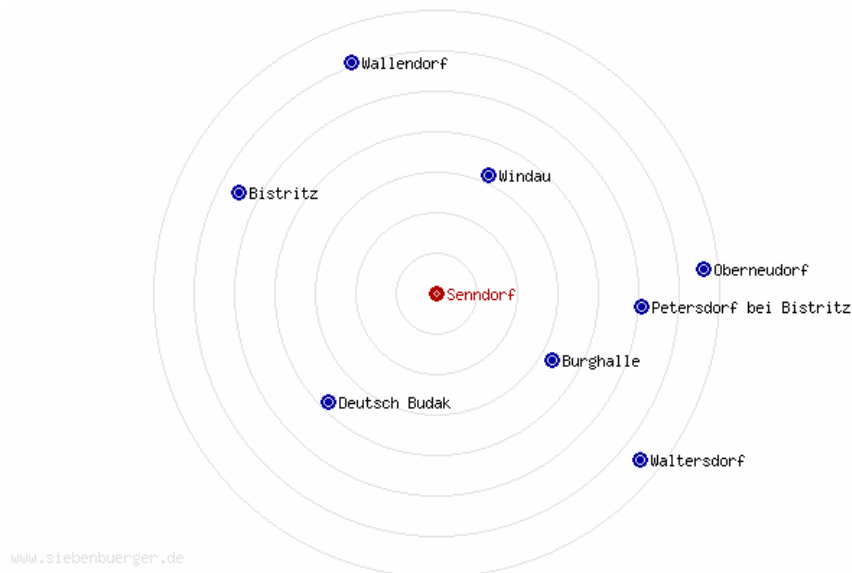 Wallendorf
Windau
Bistritz
Oberneudorf
Senndorf
Petersdorf bei Bistritz
Burghalle
Deutsch Budak
Waltersdorf
www.siebenbuerger.de